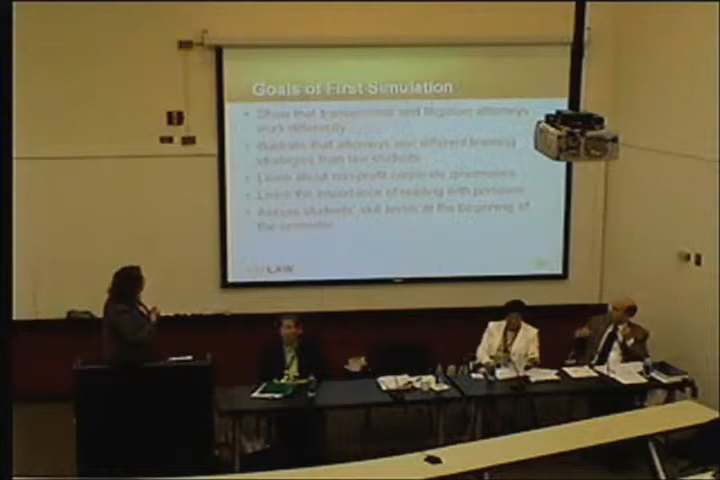 Goals of First Simulation
• Show that transactional and litigation attorneys
work differently
• Illustrate that attorneys use different learning
strategies than law students
• Learn about non-profit corporate governance
• Learn the importance of reading with precision
• Assess students' skill levels at the beginning of
the semester
LAW